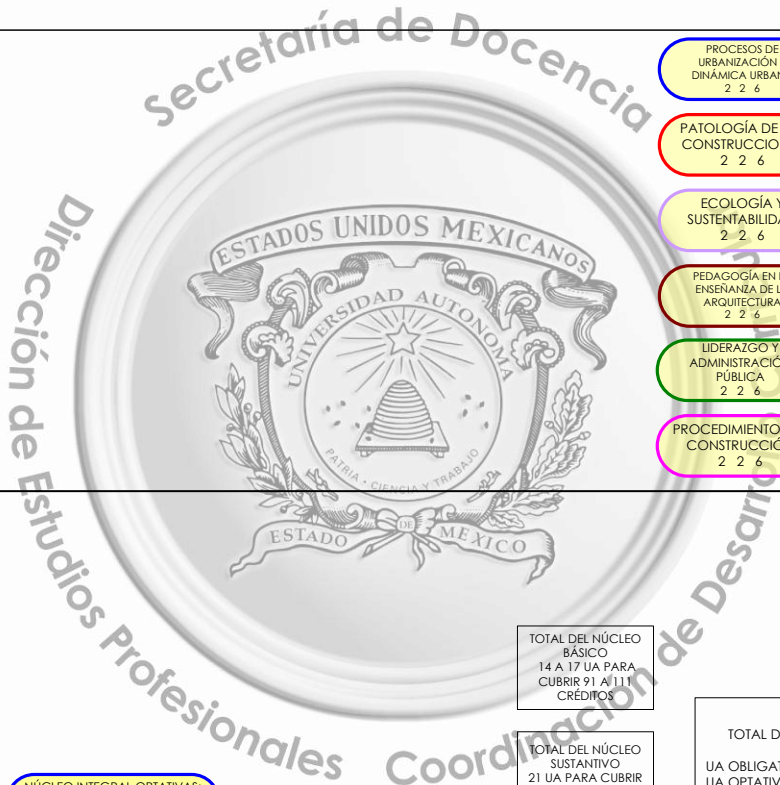 Secretaría de Docencia
Dirección de Estudios Profesionales
Coordinación de Desarrollo
ESTADOS UNIDOS MEXICANOS
UNIVERSIDAD AUTONOMA
PATRIA • CIENCIA Y TRABAJO
ESTADO DE MEXICO
PROCESOS DE
URBANIZACIÓN
DINÁMICA URBAN
2 2 6
PATOLOGÍA DE
CONSTRUCCIO
2 2 6
ECOLOGÍA Y
SUSTENTABILIDA
2 2 6
PEDAGOGÍA EN
ENSEÑANZA DE L
ARQUITECTURA
2 2 6
LIDERAZGO Y
ADMINISTRACIÓ
PÚBLICA
2 2 6
PROCEDIMIENTO
CONSTRUCCIÓ
2 2 6
TOTAL DEL NÚCLEO
BÁSICO
14 A 17 UA PARA
CUBRIR 91 A 111
CRÉDITOS
TOTAL DEL NÚCLEO
SUSTANTIVO
21 UA PARA CUBRIR
TOTAL D
UA OBLIGAT
UA OPTATIV
NÚCLEO INTEGRAL OPTATIVAS: